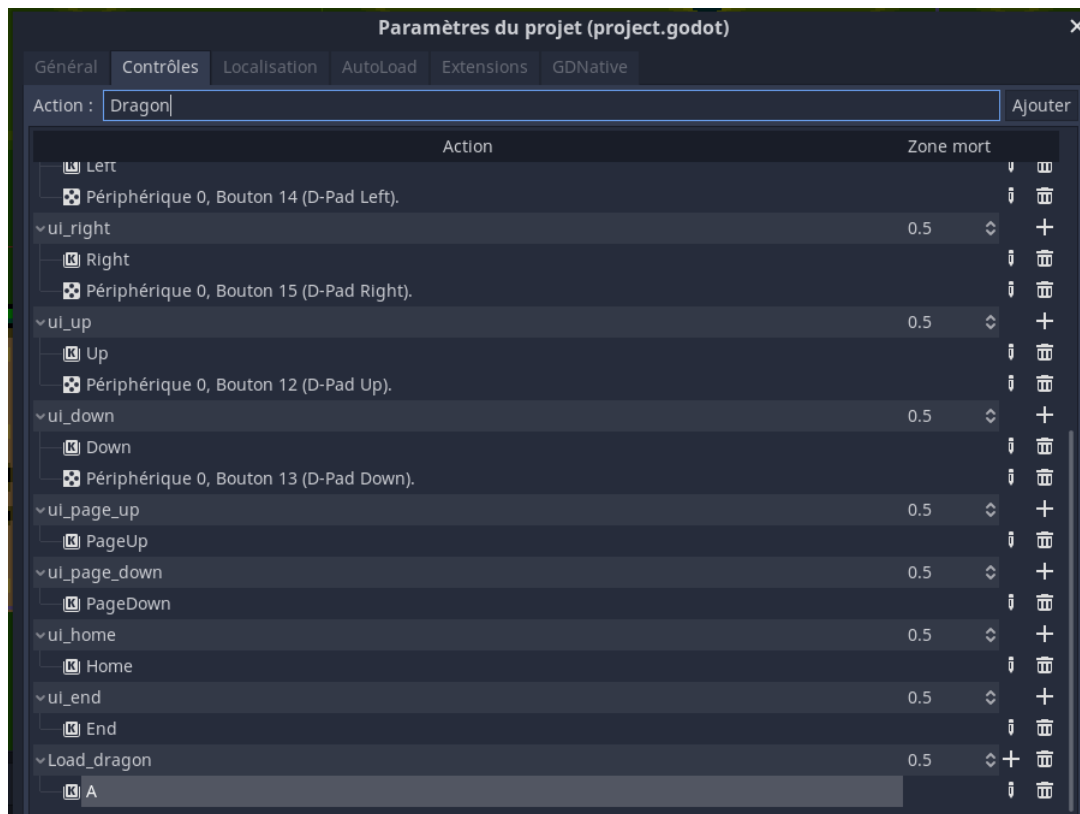 Paramètres du projet (project.godot)
Général Contrôles Localisation AutoLoad Extensions GDNative
Action : Dragon Ajouter
Action Zone mort
Left
Périphérique 0, Bouton 14 (D-Pad Left).
ui_right 0.5
Right
Périphérique 0, Bouton 15 (D-Pad Right).
ui_up 0.5
Up
Périphérique 0, Bouton 12 (D-Pad Up).
ui_down 0.5
Down
Périphérique 0, Bouton 13 (D-Pad Down).
ui_page_up 0.5
PageUp
ui_page_down 0.5
PageDown
ui_home 0.5
Home
ui_end 0.5
End
Load_dragon 0.5
A